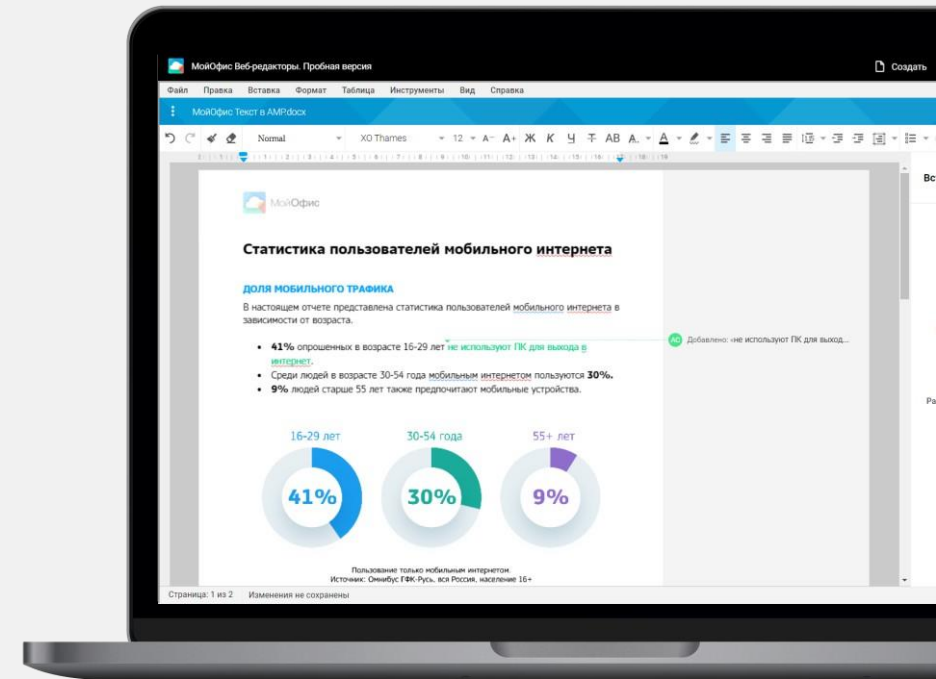 МойОфис Веб-редакторы. Пробная версия
Создать
Файл Правка Вставка Формат Таблица Инструменты Вид Справка
МойОфис Текст в AMP.docx
Normal XO Thames 12 A- A+ Ж К Ч Т АВ А
МойОфис
Статистика пользователей мобильного интернета
ДОЛЯ МОБИЛЬНОГО ТРАФИКА
В настоящем отчете представлена статистика пользователей мобильного интернета в
зависимости от возраста.
41% опрошенных в возрасте 16-29 лет не используют ПК для выхода в
интернет.
АО Добавлено: «не используют ПК для выход...
Среди людей в возрасте 30-54 года мобильным интернетом пользуются 30%.
9% людей старше 55 лет также предпочитают мобильные устройства.
16-29 лет 30-54 года 55+ лет
41% 30% 9%
Пользование только мобильным интернетом.
Источник: Омнибус ГФК-Русь, вся Россия, население 16+
Страница: 1 из 2 Изменения не сохранены